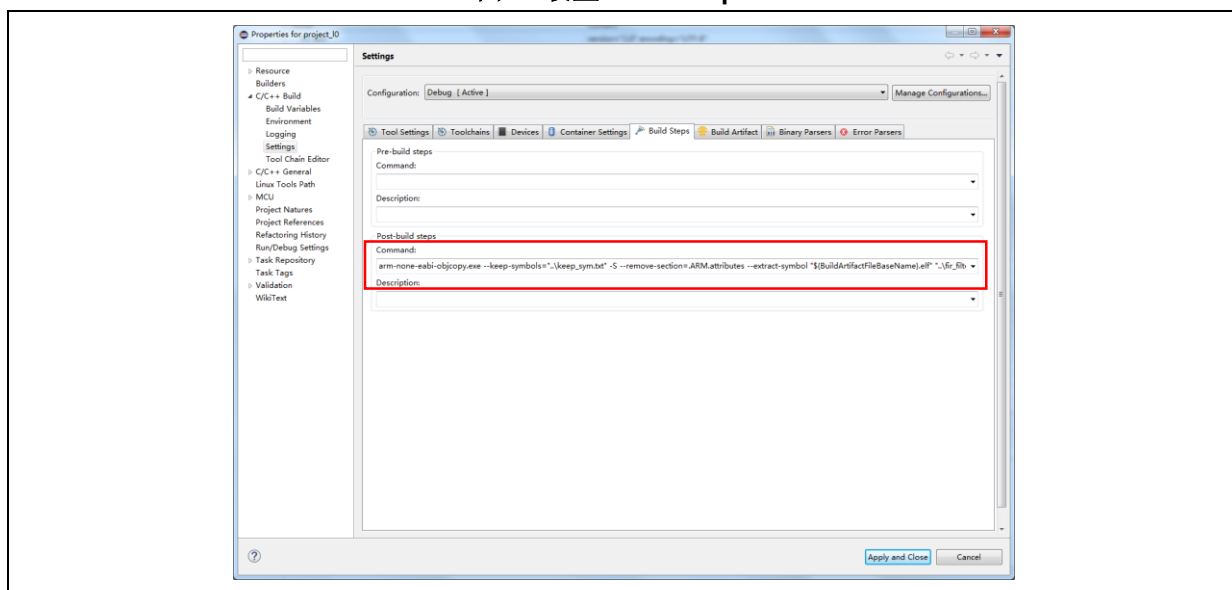 Properties for project_l0
Settings
Resource
Builders
C/C++ Build
Build Variables
Environment
Logging
Settings
Tool Chain Editor
C/C++ General
Linux Tools Path
MCU
Project Natures
Project References
Refactoring History
Run/Debug Settings
Task Repository
Task Tags
Validation
WikiText
Configuration: Debug [ Active ]
Manage Configurations...
Tool Settings Toolchains Devices Container Settings Build Steps Build Artifact Binary Parsers Error Parsers
Pre-build steps
Command:
Description:
Post-build steps
Command:
arm-none-eabi-objcopy.exe --keep-symbols="..\keep_sym.txt" -S --remove-section=.ARM.attributes --extract-symbol "${BuildArtifactFileBaseName}.elf" "..\fir_filt
Description:
Apply and Close
Cancel